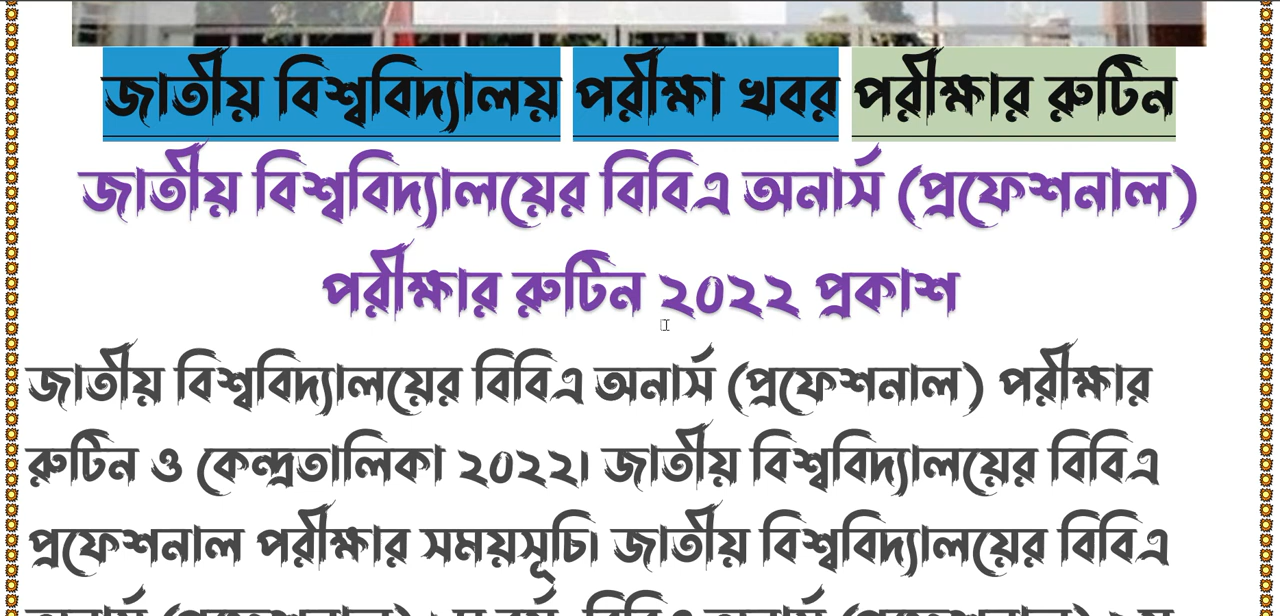 জাতীয় বিশ্ববিদ্যালয় পরীক্ষা খবর পরীক্ষার রুটিন
জাতীয় বিশ্ববিদ্যালয়ের বিবিএ অনার্স (প্রফেশনাল)
পরীক্ষার রুটিন ২০২২ প্রকাশ
জাতীয় বিশ্ববিদ্যালয়ের বিবিএ অনার্স (প্রফেশনাল) পরীক্ষার
রুটিন ও কেন্দ্রতালিকা ২০২২। জাতীয় বিশ্ববিদ্যালয়ের বিবিএ
প্রফেশনাল পরীক্ষার সময়সূচি। জাতীয় বিশ্ববিদ্যালয়ের বিবিএ